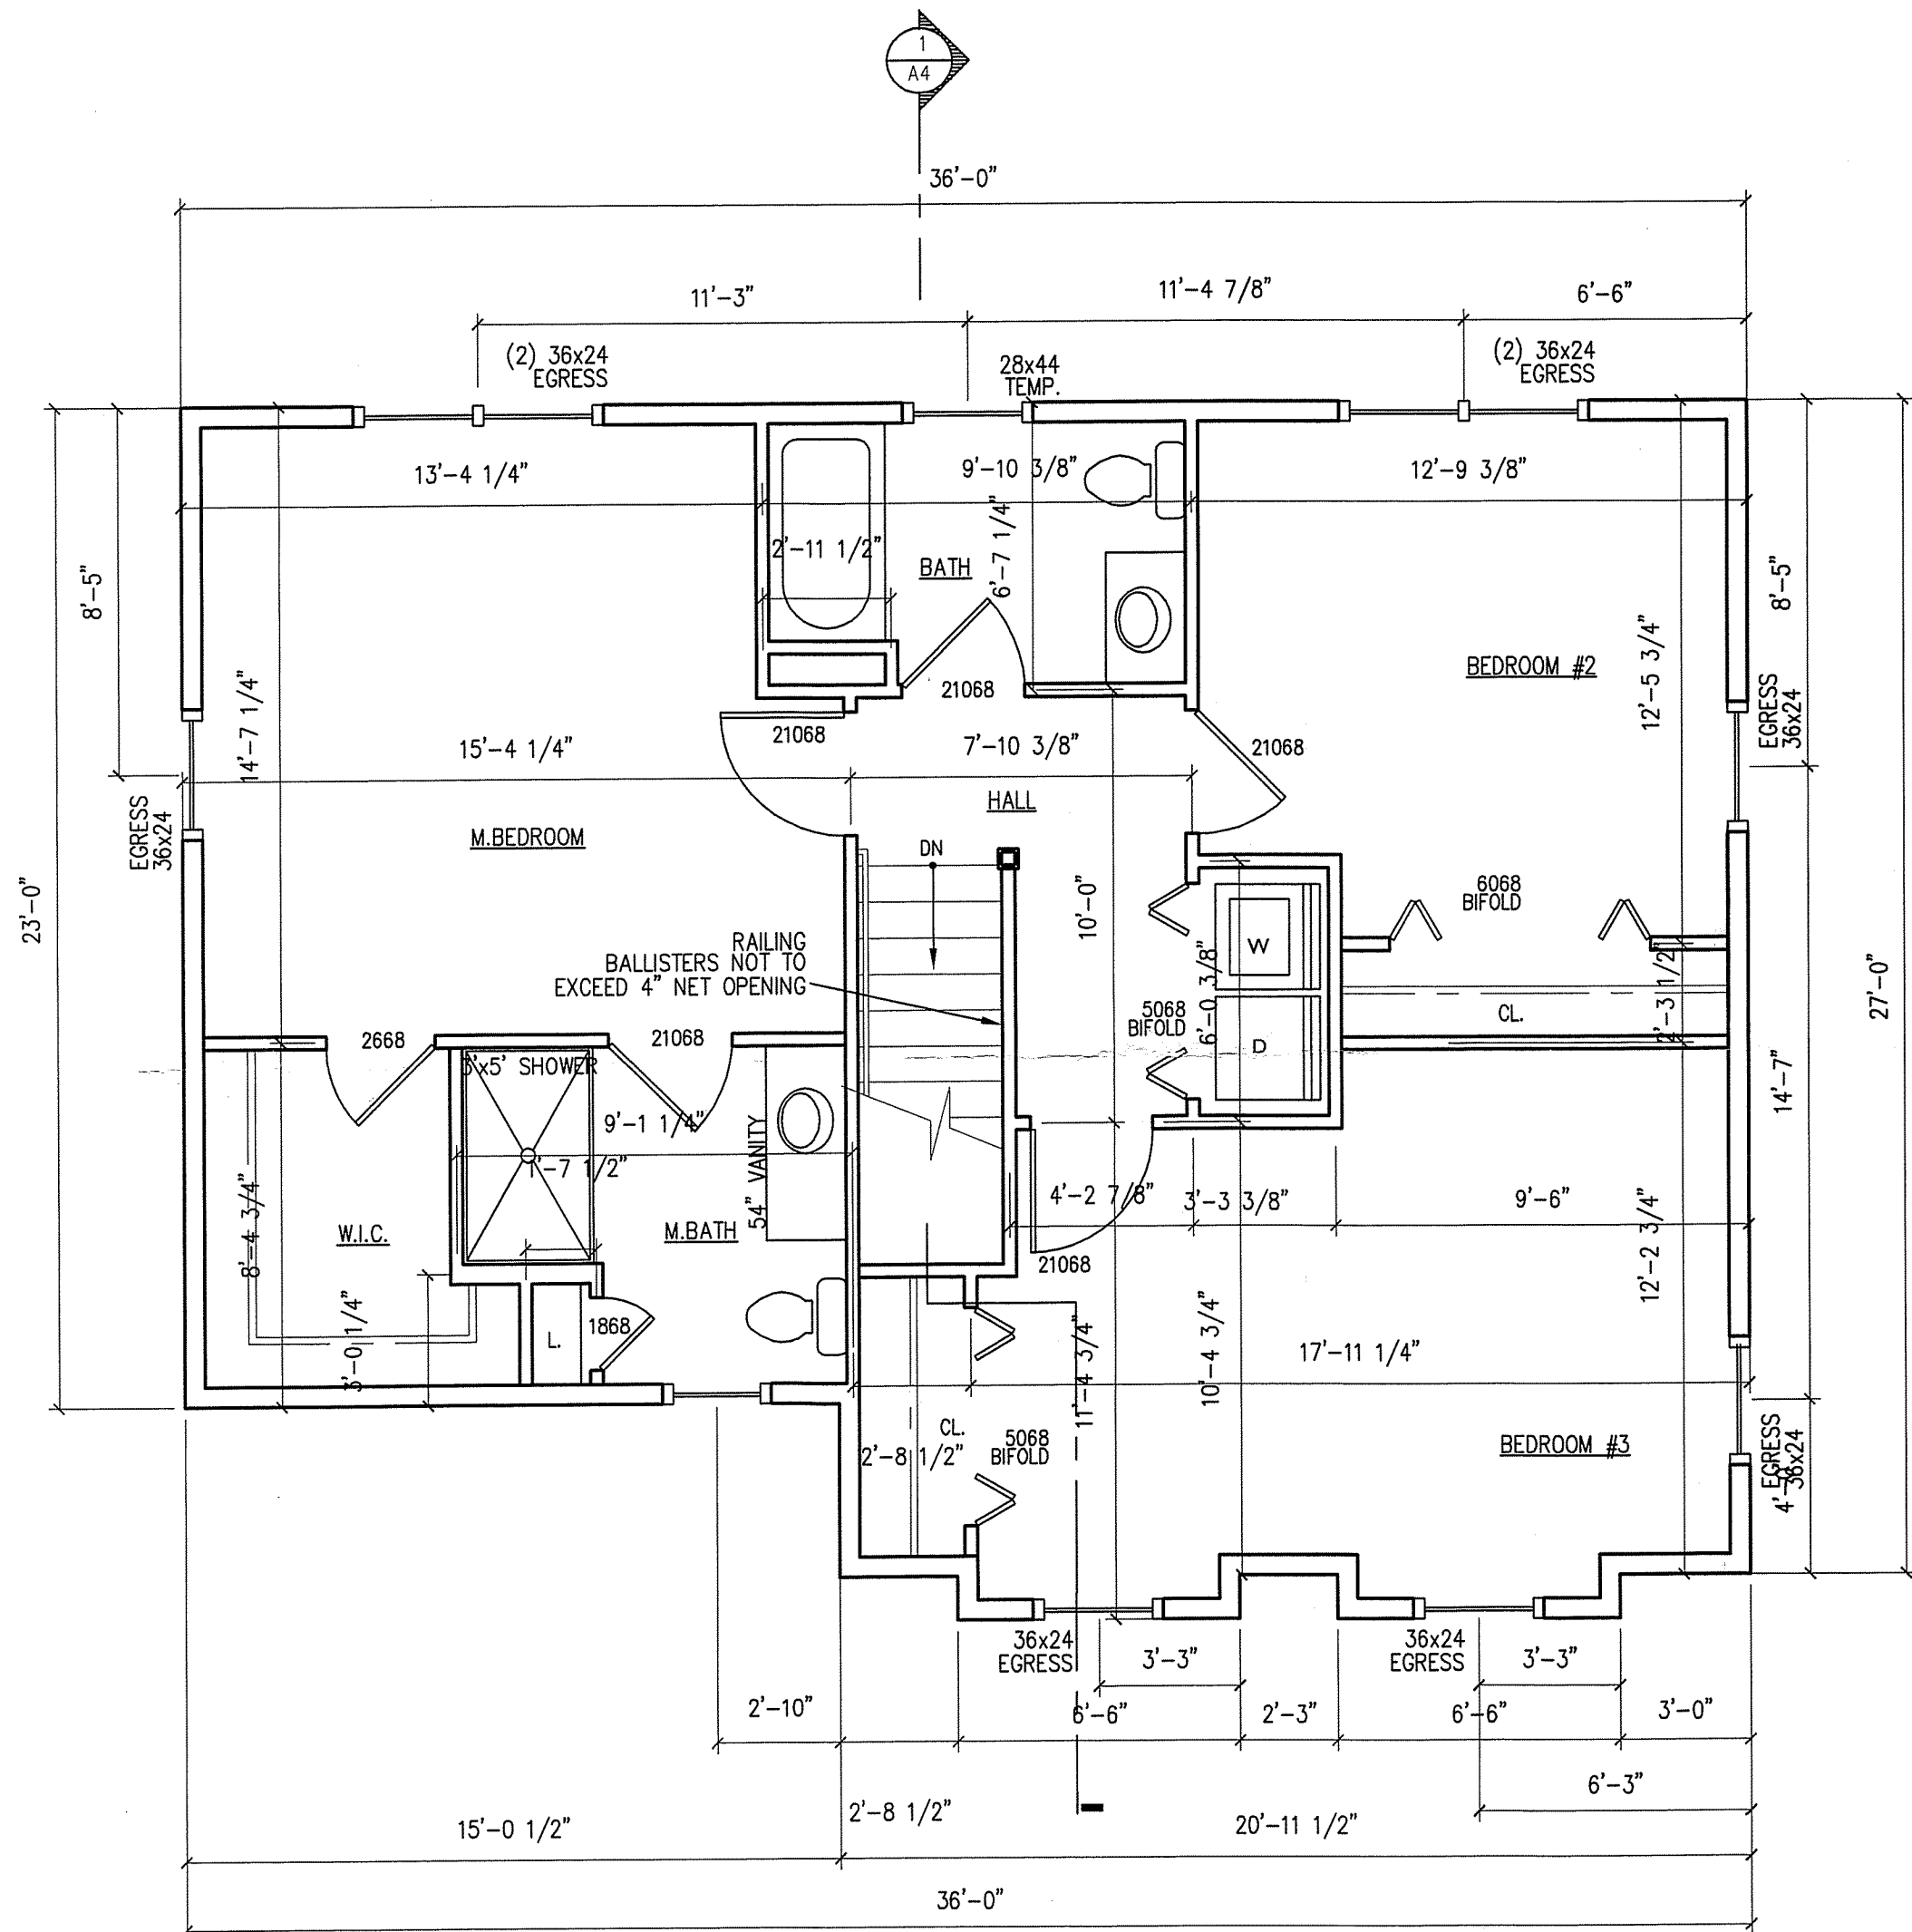 1
A4
36'-0"
11'-3"
11'-4 7/8"
6'-6"
(2) 36x24
EGRESS
28x44
TEMP.
(2) 36x24
EGRESS
13'-4 1/4"
9'-10 3/8"
12'-9 3/8"
8'-5"
2'-11 1/2"
BATH
6'-7 1/4"
8'-5"
12'-5 3/4"
BEDROOM #2
21068
EGRESS
36x24
14'-7 1/4"
15'-4 1/4"
21068
7'-10 3/8"
21068
HALL
EGRESS
36x24
M.BEDROOM
DN
23'-0"
10'-0"
6068
BIFOLD
RAILING
BALLISTERS NOT TO
EXCEED 4" NET OPENING
W
6'-0 3/8"
2'-3 1/2"
27'-0"
CL.
5068
BIFOLD
2668
21068
D
3'x5' SHOWER
14'-7"
9'-1 1/4"
54" VANITY
-7 1/2"
4'-2 7/8"
3'-3 3/8"
9'-6"
8'-4 3/4"
W.I.C.
M.BATH
12'-2 3/4"
21068
3'-0 1/4"
L.
1868
11'-4 3/4"
10'-4 3/4"
17'-11 1/4"
CL.
2'-8 1/2"
5068
BIFOLD
BEDROOM #3
EGRESS
36x24
36x24
EGRESS
3'-3"
36x24
EGRESS
3'-3"
2'-10"
6'-6"
2'-3"
6'-6"
3'-0"
6'-3"
2'-8 1/2"
15'-0 1/2"
20'-11 1/2"
36'-0"